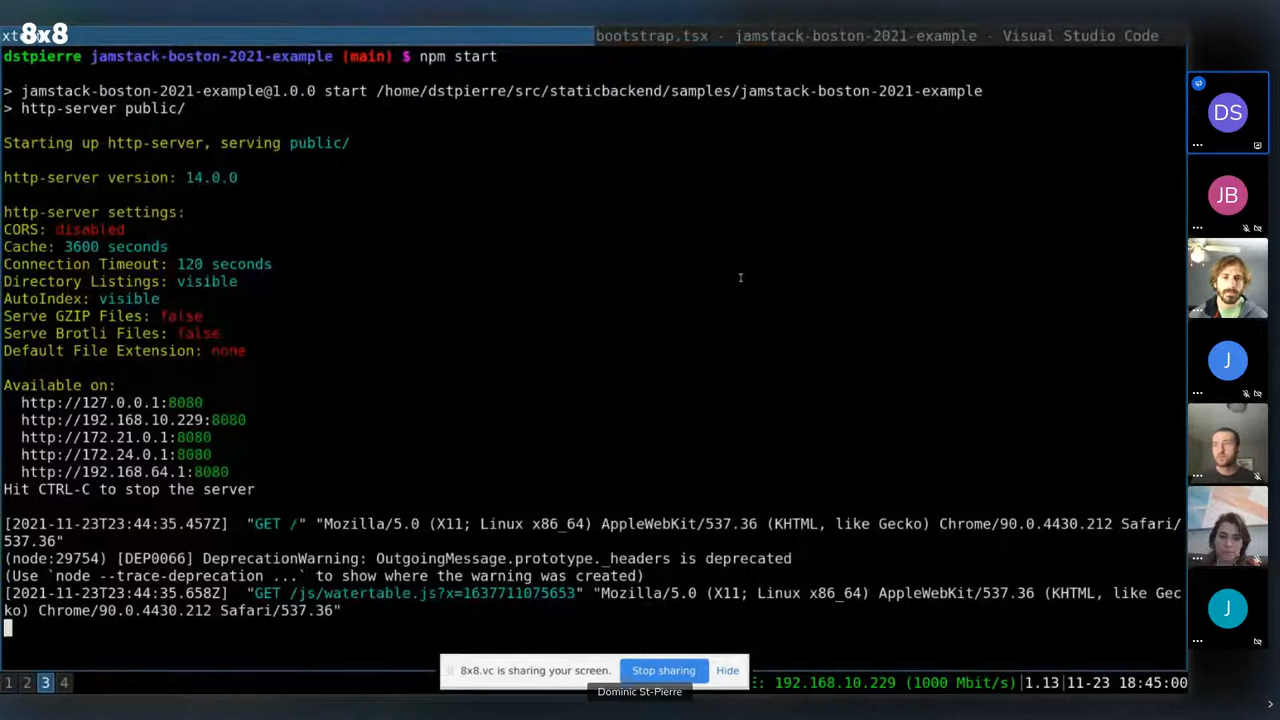 8x8
xt
bootstrap.tsx - jamstack-boston-2021-example - Visual Studio Code
dstpierre jamstack-boston-2021-example (main) $ npm start
> jamstack-boston-2021-example@1.0.0 start /home/dstpierre/src/staticbackend/samples/jamstack-boston-2021-example
> http-server public/
Starting up http-server, serving public/
http-server version: 14.0.0
http-server settings:
CORS: disabled
Cache: 3600 seconds
Connection Timeout: 120 seconds
Directory Listings: visible
AutoIndex: visible
Serve GZIP Files: false
Serve Brotli Files: false
Default File Extension: none
Available on:
http://127.0.0.1:8080
http://192.168.10.229:8080
http://172.21.0.1:8080
http://172.24.0.1:8080
http://192.168.64.1:8080
Hit CTRL-C to stop the server
[2021-11-23T23:44:35.457Z]  "GET /" "Mozilla/5.0 (X11; Linux x86_64) AppleWebKit/537.36 (KHTML, like Gecko) Chrome/90.0.4430.212 Safari/
537.36"
(node:29754) [DEP0066] DeprecationWarning: OutgoingMessage.prototype._headers is deprecated
(Use `node --trace-deprecation ...` to show where the warning was created)
[2021-11-23T23:44:35.658Z]  "GET /js/watertable.js?x=1637711075653" "Mozilla/5.0 (X11; Linux x86_64) AppleWebKit/537.36 (KHTML, like Gec
ko) Chrome/90.0.4430.212 Safari/537.36"
8x8.vc is sharing your screen. Stop sharing Hide
1 2 3 4
: 192.168.10.229 (1000 Mbit/s)|1.13|11-23 18:45:00
Dominic St-Pierre
DS
JB
J
J